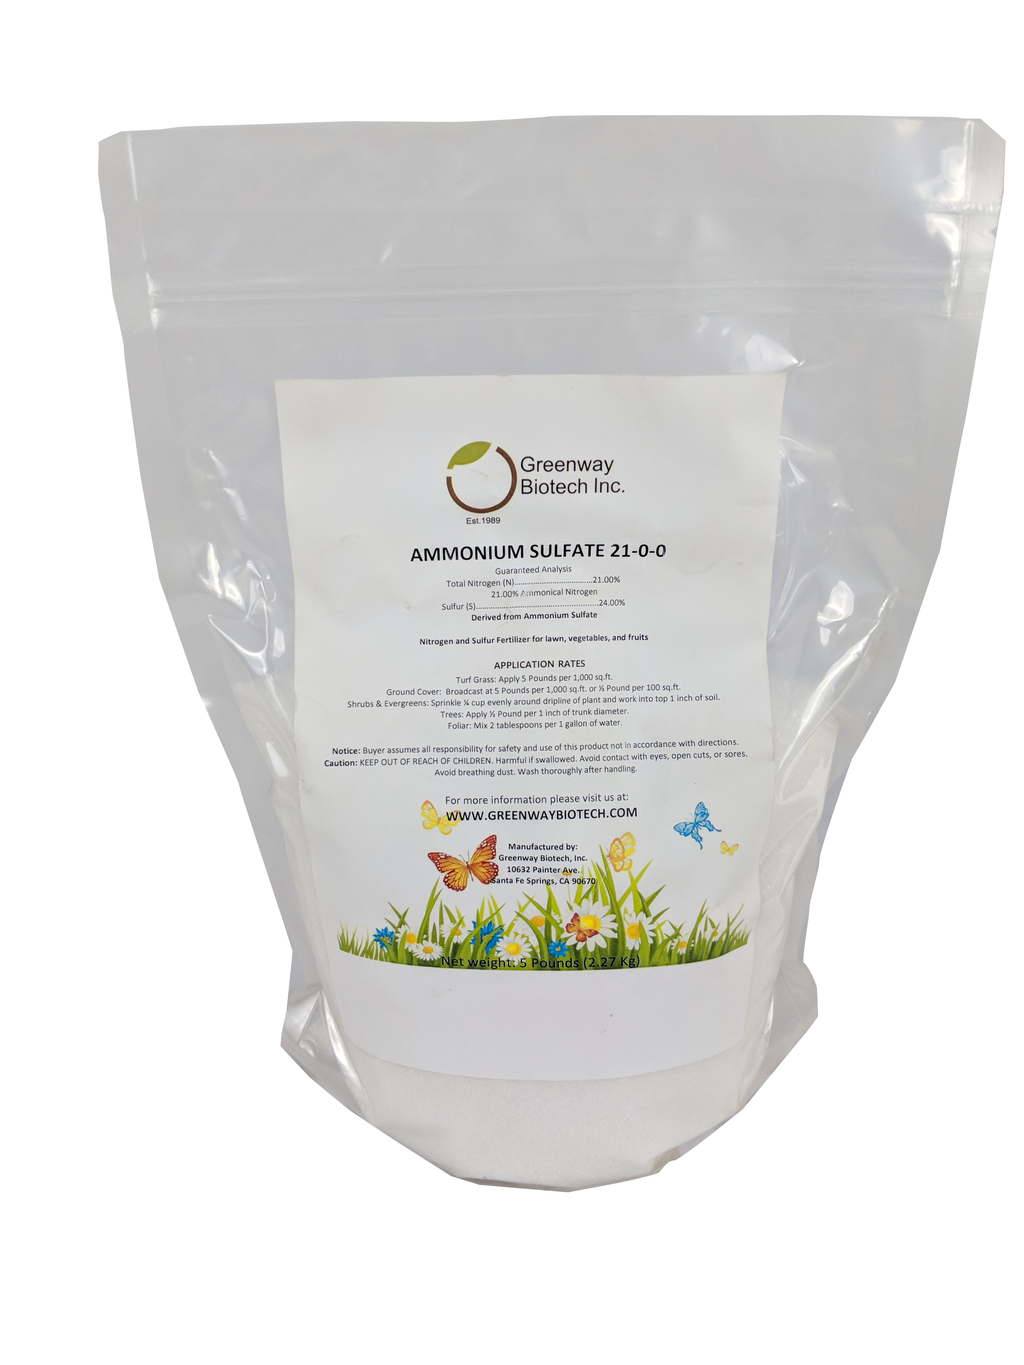 Greenway
Biotech Inc.
Est.1989
AMMONIUM SULFATE 21-0-0
Guaranteed Analysis
Total Nitrogen (N)......................................21.00%
21.00% Ammonical Nitrogen
Sulfur (S)...........................................................24.00%
Derived from Ammonium Sulfate
Nitrogen and Sulfur Fertilizer for lawn, vegetables, and fruits
APPLICATION RATES
Turf Grass: Apply 5 Pounds per 1,000 sq.ft.
Ground Cover: Broadcast at 5 Pounds per 1,000 sq.ft. or ½ Pound per 100 sq.ft.
Shrubs & Evergreens: Sprinkle ¼ cup evenly around dripline of plant and work into top 1 inch of soil.
Trees: Apply ½ Pound per 1 inch of trunk diameter.
Foliar: Mix 2 tablespoons per 1 gallon of water.
Notice: Buyer assumes all responsibility for safety and use of this product not in accordance with directions.
Caution: KEEP OUT OF REACH OF CHILDREN. Harmful if swallowed. Avoid contact with eyes, open cuts, or sores.
Avoid breathing dust. Wash thoroughly after handling.
For more information please visit us at:
WWW.GREENWAYBIOTECH.COM
Manufactured by:
Greenway Biotech, Inc.
10632 Painter Ave.
Santa Fe Springs, CA 90670
Net weight: 5 Pounds (2.27 Kg)